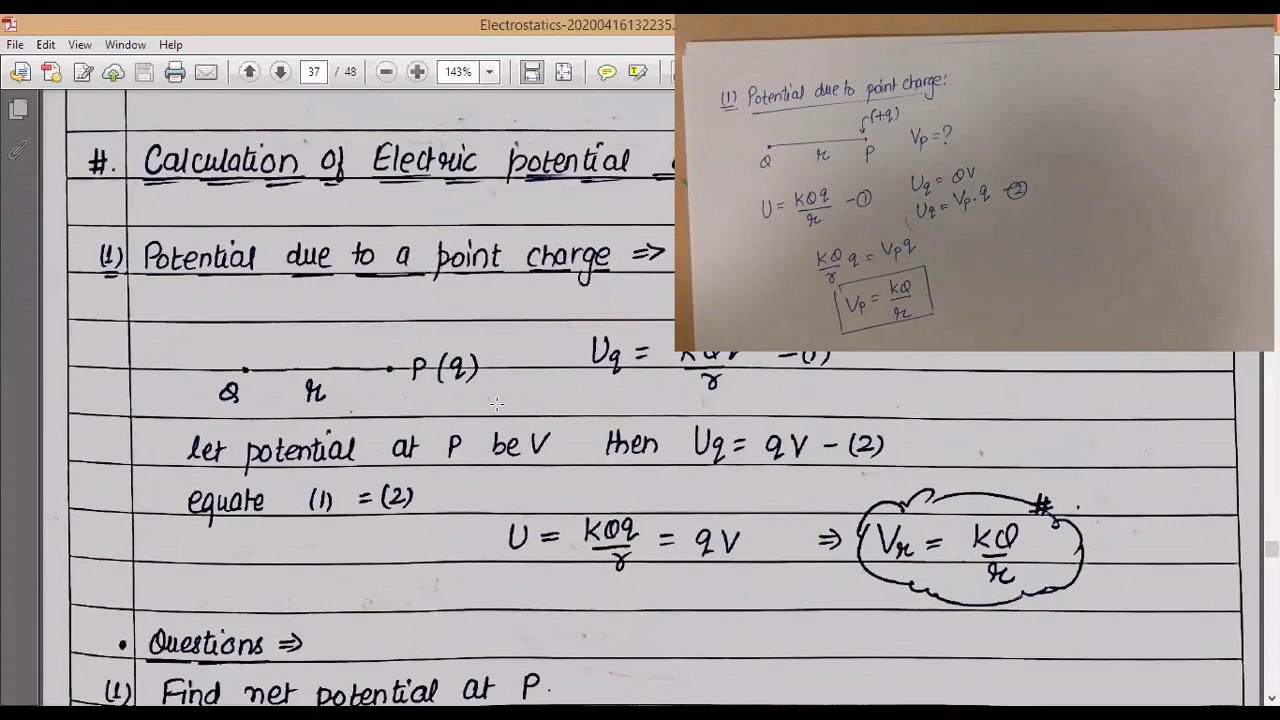 Electrostatics-20200416132235.
File Edit View Window Help
37 / 48 143%
#. Calculation of Electric potential
(1) Potential due to a point charge ⇒
Q r P (q) Uq = kQq/r - (1)
let potential at P be V then Uq = qV - (2)
equate (1) = (2)
U = kQq/r = qV ⇒ Vr = kQ/r #
• Questions ⇒
(1) Find net potential at P.
(1) Potential due to point charge:
(+q)
Q r P Vp = ?
U = kQq/r - ① Uq = QV
Uq = Vp.q - ②
kQ/r q = Vp q
Vp = kQ/r